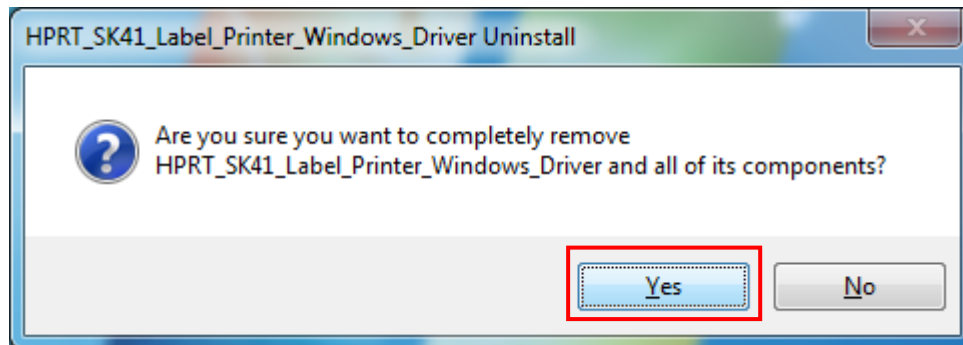 HPRT_SK41_Label_Printer_Windows_Driver Uninstall
Are you sure you want to completely remove
HPRT_SK41_Label_Printer_Windows_Driver and all of its components?
Yes No